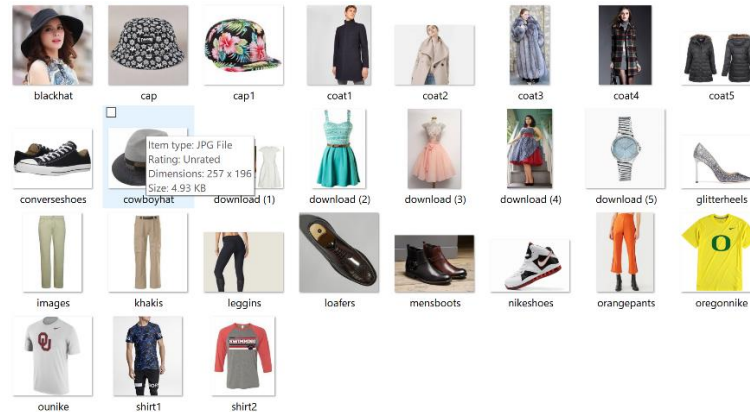 blackhat
cap
cap1
coat1
coat2
coat3
coat4
coat5
Item type: JPG File
Rating: Unrated
Dimensions: 257 x 196
Size: 4.93 KB
converseshoes
cowboyhat
download (1)
download (2)
download (3)
download (4)
download (5)
glitterheels
images
khakis
leggins
loafers
mensboots
nikeshoes
orangepants
O
oregonnike
OU
ounike
shirt1
SWIMMING
shirt2